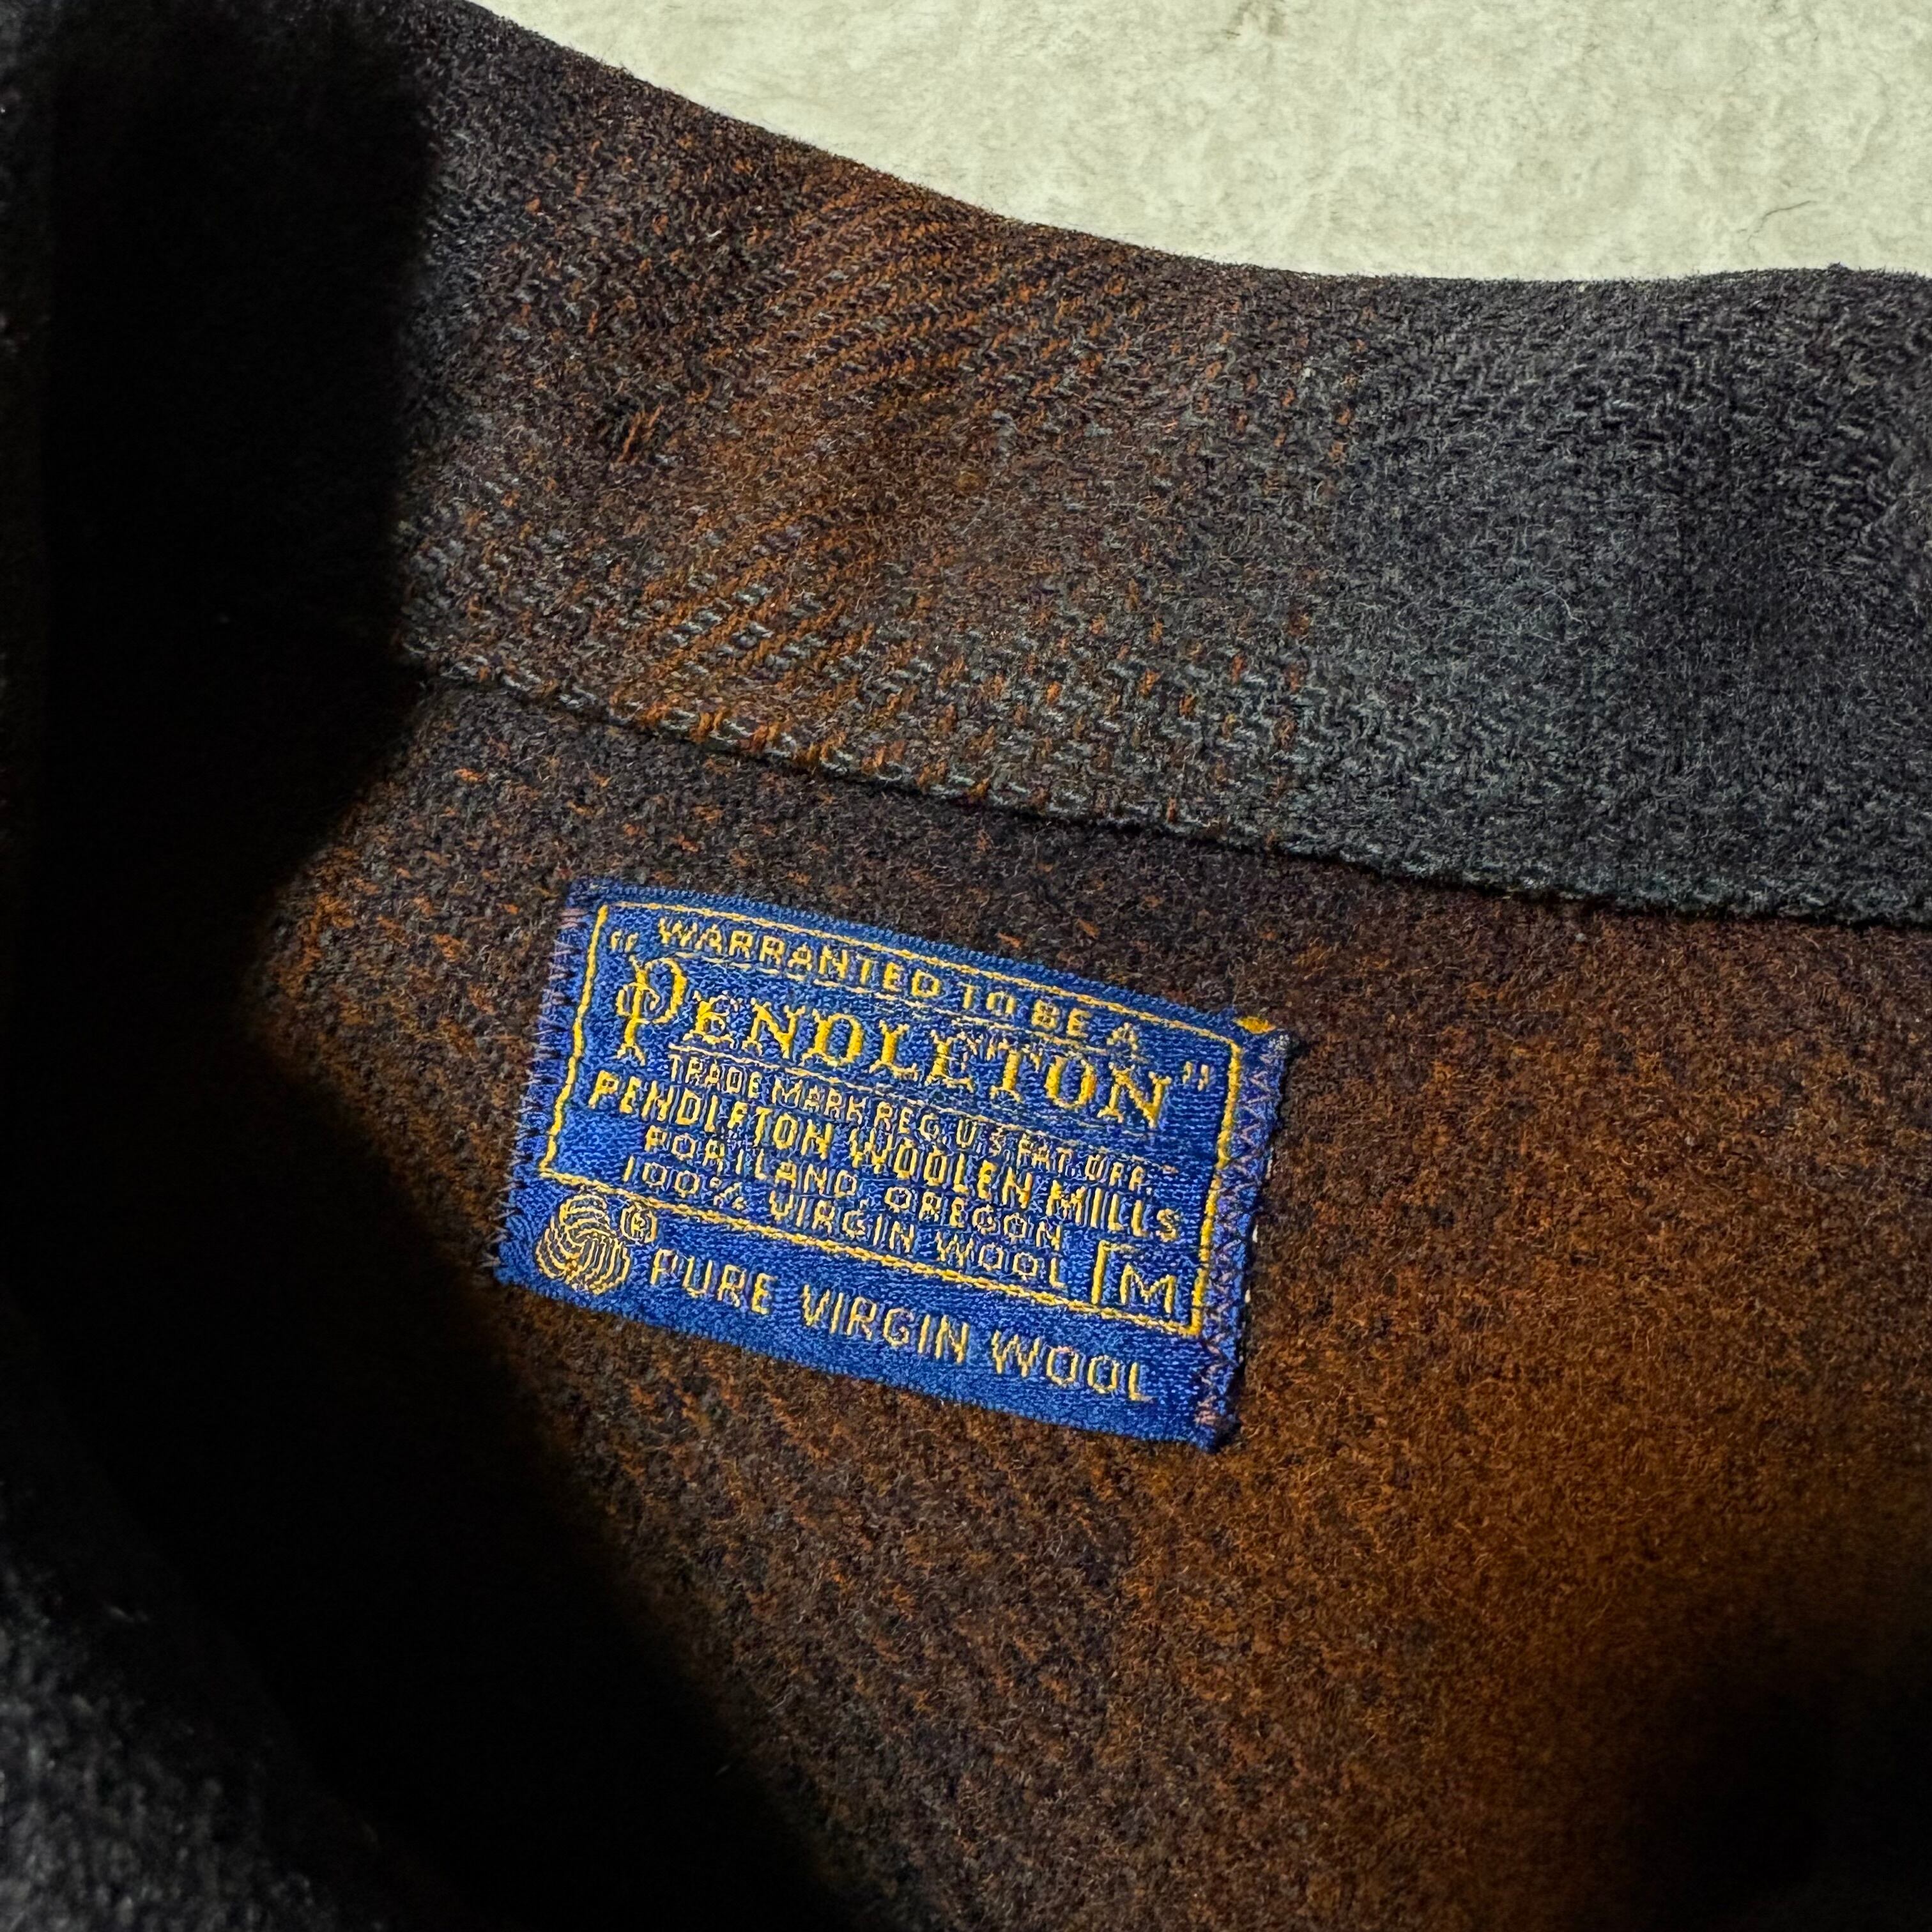 WARRANTED TO BE A
"PENDLETON"
TRADE MARK REG. U.S. PAT. OFF.
PENDLETON WOOLEN MILLS
PORTLAND, OREGON
100% VIRGIN WOOL
M
® PURE VIRGIN WOOL